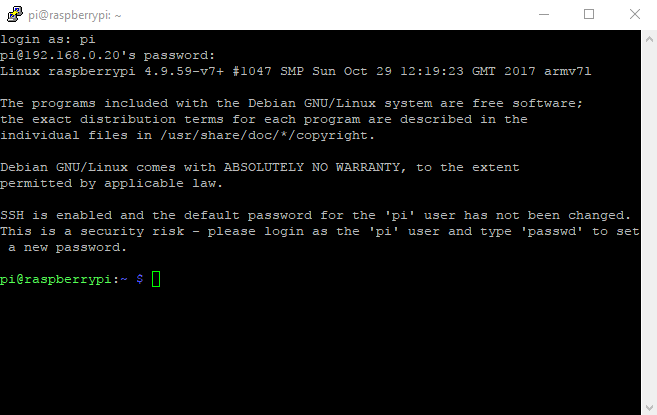 pi@raspberrypi: ~
login as: pi
pi@192.168.0.20's password:
Linux raspberrypi 4.9.59-v7+ #1047 SMP Sun Oct 29 12:19:23 GMT 2017 armv7l
The programs included with the Debian GNU/Linux system are free software;
the exact distribution terms for each program are described in the
individual files in /usr/share/doc/*/copyright.
Debian GNU/Linux comes with ABSOLUTELY NO WARRANTY, to the extent
permitted by applicable law.
SSH is enabled and the default password for the 'pi' user has not been changed.
This is a security risk - please login as the 'pi' user and type 'passwd' to set
a new password.
pi@raspberrypi:~ $